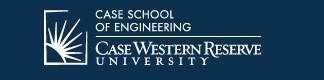 CASE SCHOOL
OF ENGINEERING
CASE WESTERN RESERVE
UNIVERSITY